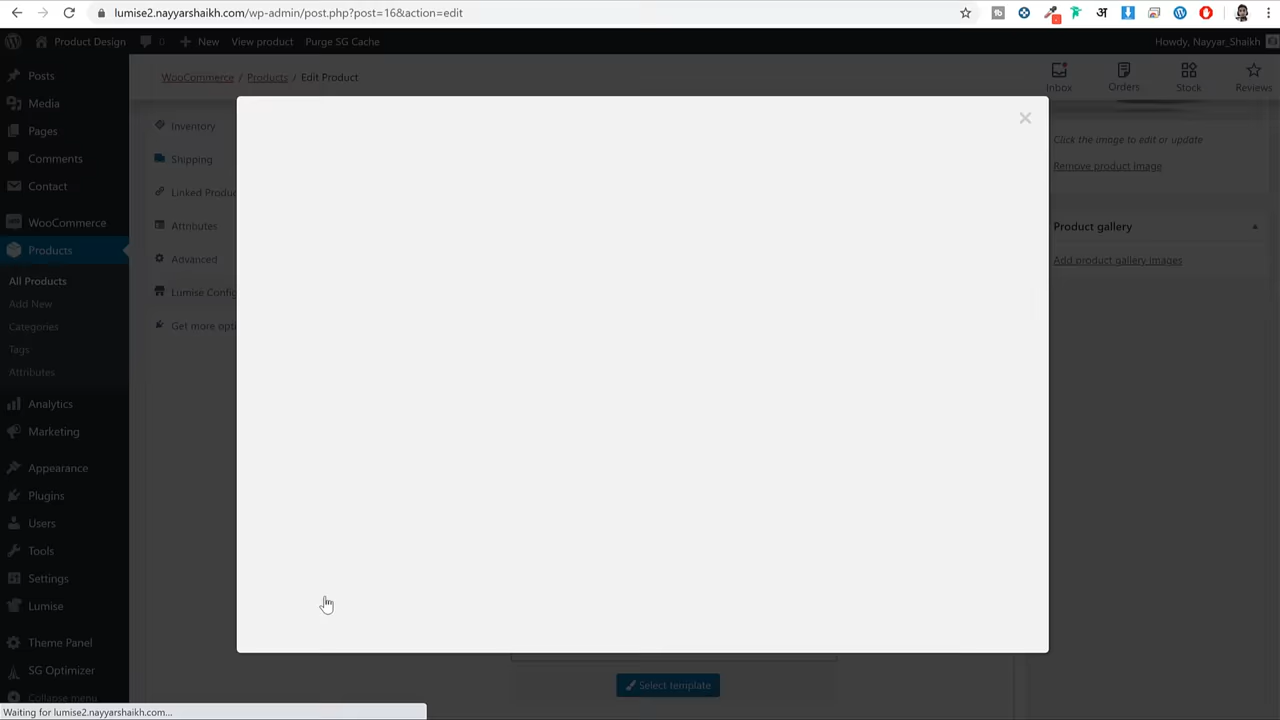 lumise2.nayyarshaikh.com/wp-admin/post.php?post=16&action=edit
Product Design
0
New
View product
Purge SG Cache
Howdy, Nayyar_Shaikh
Posts
Media
Pages
Comments
Contact
WooCommerce
Products
All Products
Add New
Categories
Tags
Attributes
Analytics
Marketing
Appearance
Plugins
Users
Tools
Settings
Lumise
Theme Panel
SG Optimizer
Collapse menu
WooCommerce / Products / Edit Product
Inbox
Orders
Stock
Reviews
Inventory
Shipping
Linked Produc
Attributes
Advanced
Lumise Config
Get more opti
×
Click the image to edit or update
Remove product image
Product gallery
Add product gallery images
Select template
Waiting for lumise2.nayyarshaikh.com...